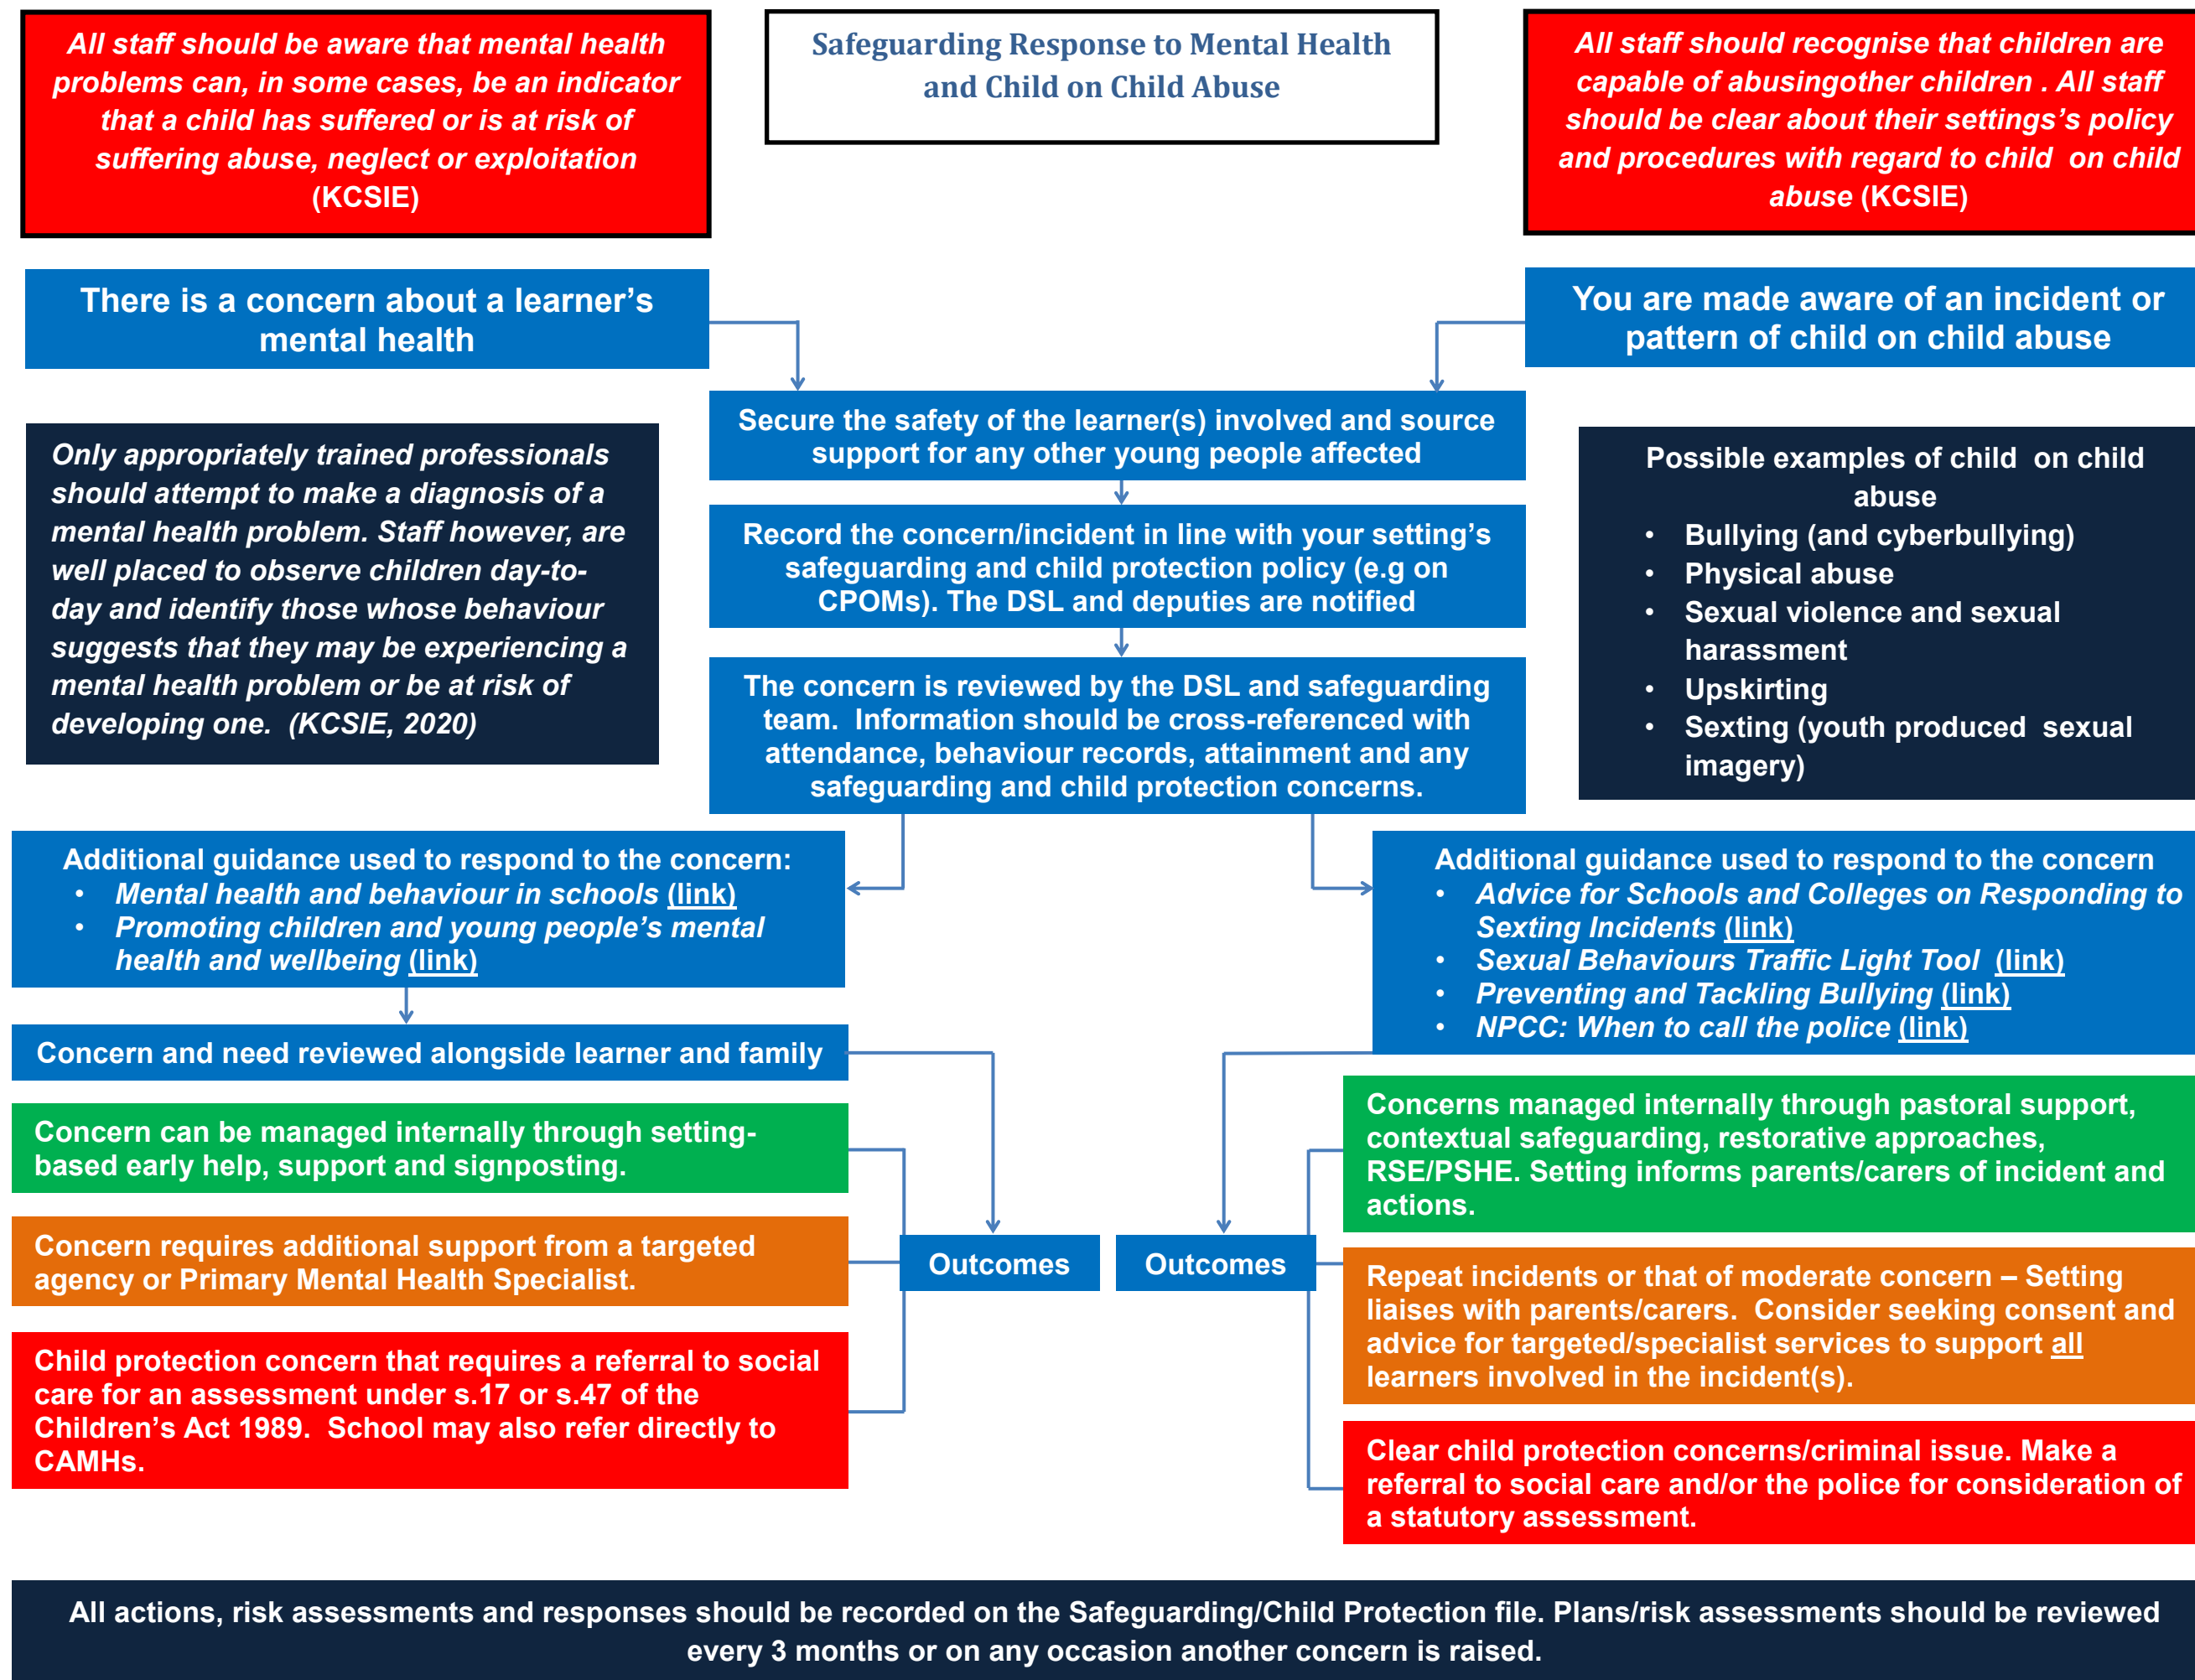 All staff should be aware that mental health
problems can, in some cases, be an indicator
that a child has suffered or is at risk of
suffering abuse, neglect or exploitation
(KCSIE)
Safeguarding Response to Mental Health
and Child on Child Abuse
All staff should recognise that children are
capable of abusingother children . All staff
should be clear about their settings's policy
and procedures with regard to child  on child
abuse (KCSIE)
There is a concern about a learner’s
mental health
You are made aware of an incident or
pattern of child on child abuse
Secure the safety of the learner(s) involved and source
support for any other young people affected
Only appropriately trained professionals
should attempt to make a diagnosis of a
mental health problem. Staff however, are
well placed to observe children day-to-
day and identify those whose behaviour
suggests that they may be experiencing a
mental health problem or be at risk of
developing one.  (KCSIE, 2020)
Record the concern/incident in line with your setting’s
safeguarding and child protection policy (e.g on
CPOMs). The DSL and deputies are notified
Possible examples of child  on child
abuse
• Bullying (and cyberbullying)
• Physical abuse
• Sexual violence and sexual
harassment
• Upskirting
• Sexting (youth produced  sexual
imagery)
The concern is reviewed by the DSL and safeguarding
team.  Information should be cross-referenced with
attendance, behaviour records, attainment and any
safeguarding and child protection concerns.
Additional guidance used to respond to the concern:
• Mental health and behaviour in schools (link)
• Promoting children and young people’s mental
health and wellbeing (link)
Additional guidance used to respond to the concern
• Advice for Schools and Colleges on Responding to
Sexting Incidents (link)
• Sexual Behaviours Traffic Light Tool  (link)
• Preventing and Tackling Bullying (link)
• NPCC: When to call the police (link)
Concern and need reviewed alongside learner and family
Concern can be managed internally through setting-
based early help, support and signposting.
Concern requires additional support from a targeted
agency or Primary Mental Health Specialist.
Child protection concern that requires a referral to social
care for an assessment under s.17 or s.47 of the
Children’s Act 1989.  School may also refer directly to
CAMHs.
Outcomes
Outcomes
Concerns managed internally through pastoral support,
contextual safeguarding, restorative approaches,
RSE/PSHE. Setting informs parents/carers of incident and
actions.
Repeat incidents or that of moderate concern – Setting
liaises with parents/carers.  Consider seeking consent and
advice for targeted/specialist services to support all
learners involved in the incident(s).
Clear child protection concerns/criminal issue. Make a
referral to social care and/or the police for consideration of
a statutory assessment.
All actions, risk assessments and responses should be recorded on the Safeguarding/Child Protection file. Plans/risk assessments should be reviewed
every 3 months or on any occasion another concern is raised.